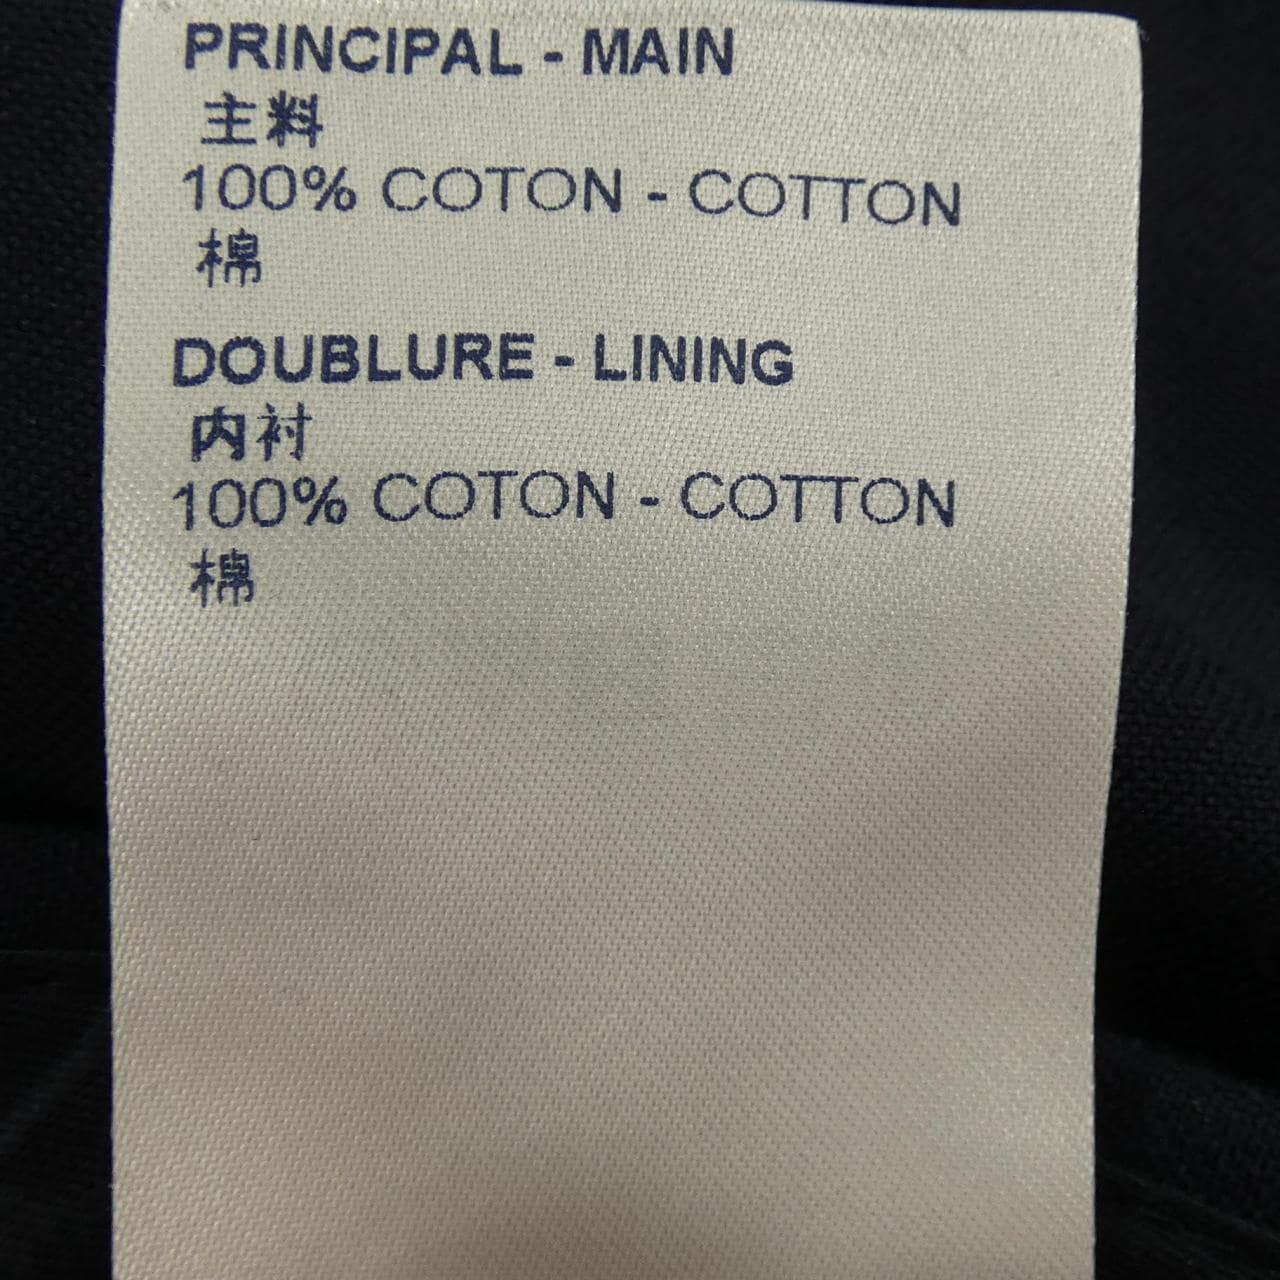 PRINCIPAL - MAIN
主料
100% COTON - COTTON
棉
DOUBLURE - LINING
内衬
100% COTON - COTTON
棉